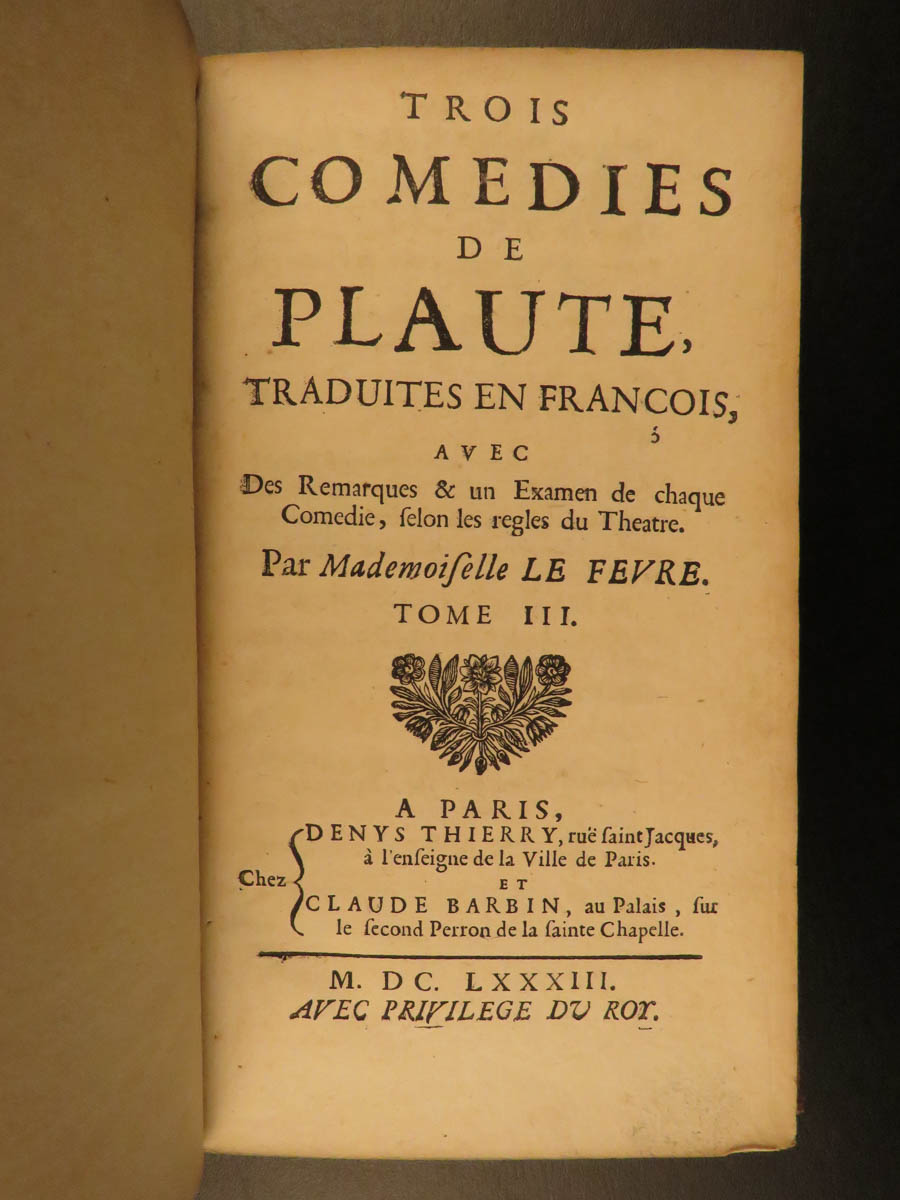 TROIS
COMEDIES
DE
PLAUTE,
TRADUITES EN FRANÇOIS,
AVEC
Des Remarques & un Examen de chaque
Comedie, ſelon les regles du Theatre.
Par Mademoiſelle LE FEVRE.
TOME III.
A PARIS,
DENYS THIERRY, ruë ſaint Jacques,
à l'enſeigne de la Ville de Paris.
Chez
ET
CLAUDE BARBIN, au Palais, ſur
le ſecond Perron de la ſainte Chapelle.
M. DC. LXXXIII.
AVEC PRIVILEGE DU ROY.